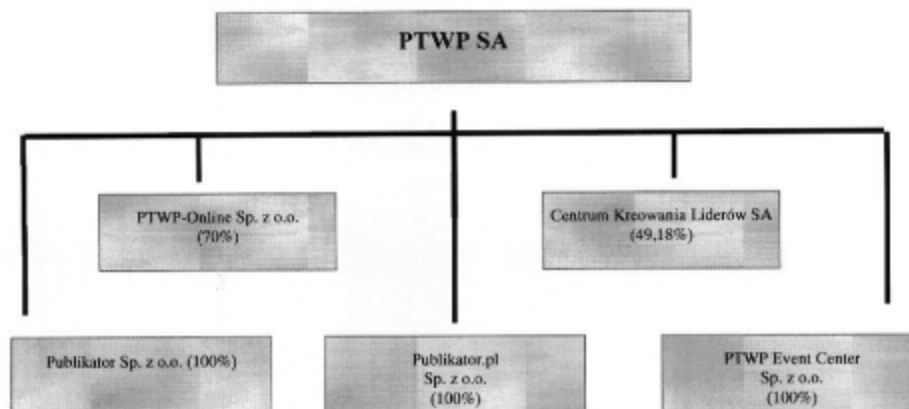 PTWP SA
PTWP-Online Sp. z o.o.
(70%)
Centrum Kreowania Liderów SA
(49,18%)
Publikator Sp. z o.o. (100%)
Publikator.pl
Sp. z o.o.
(100%)
PTWP Event Center
Sp. z o.o.
(100%)